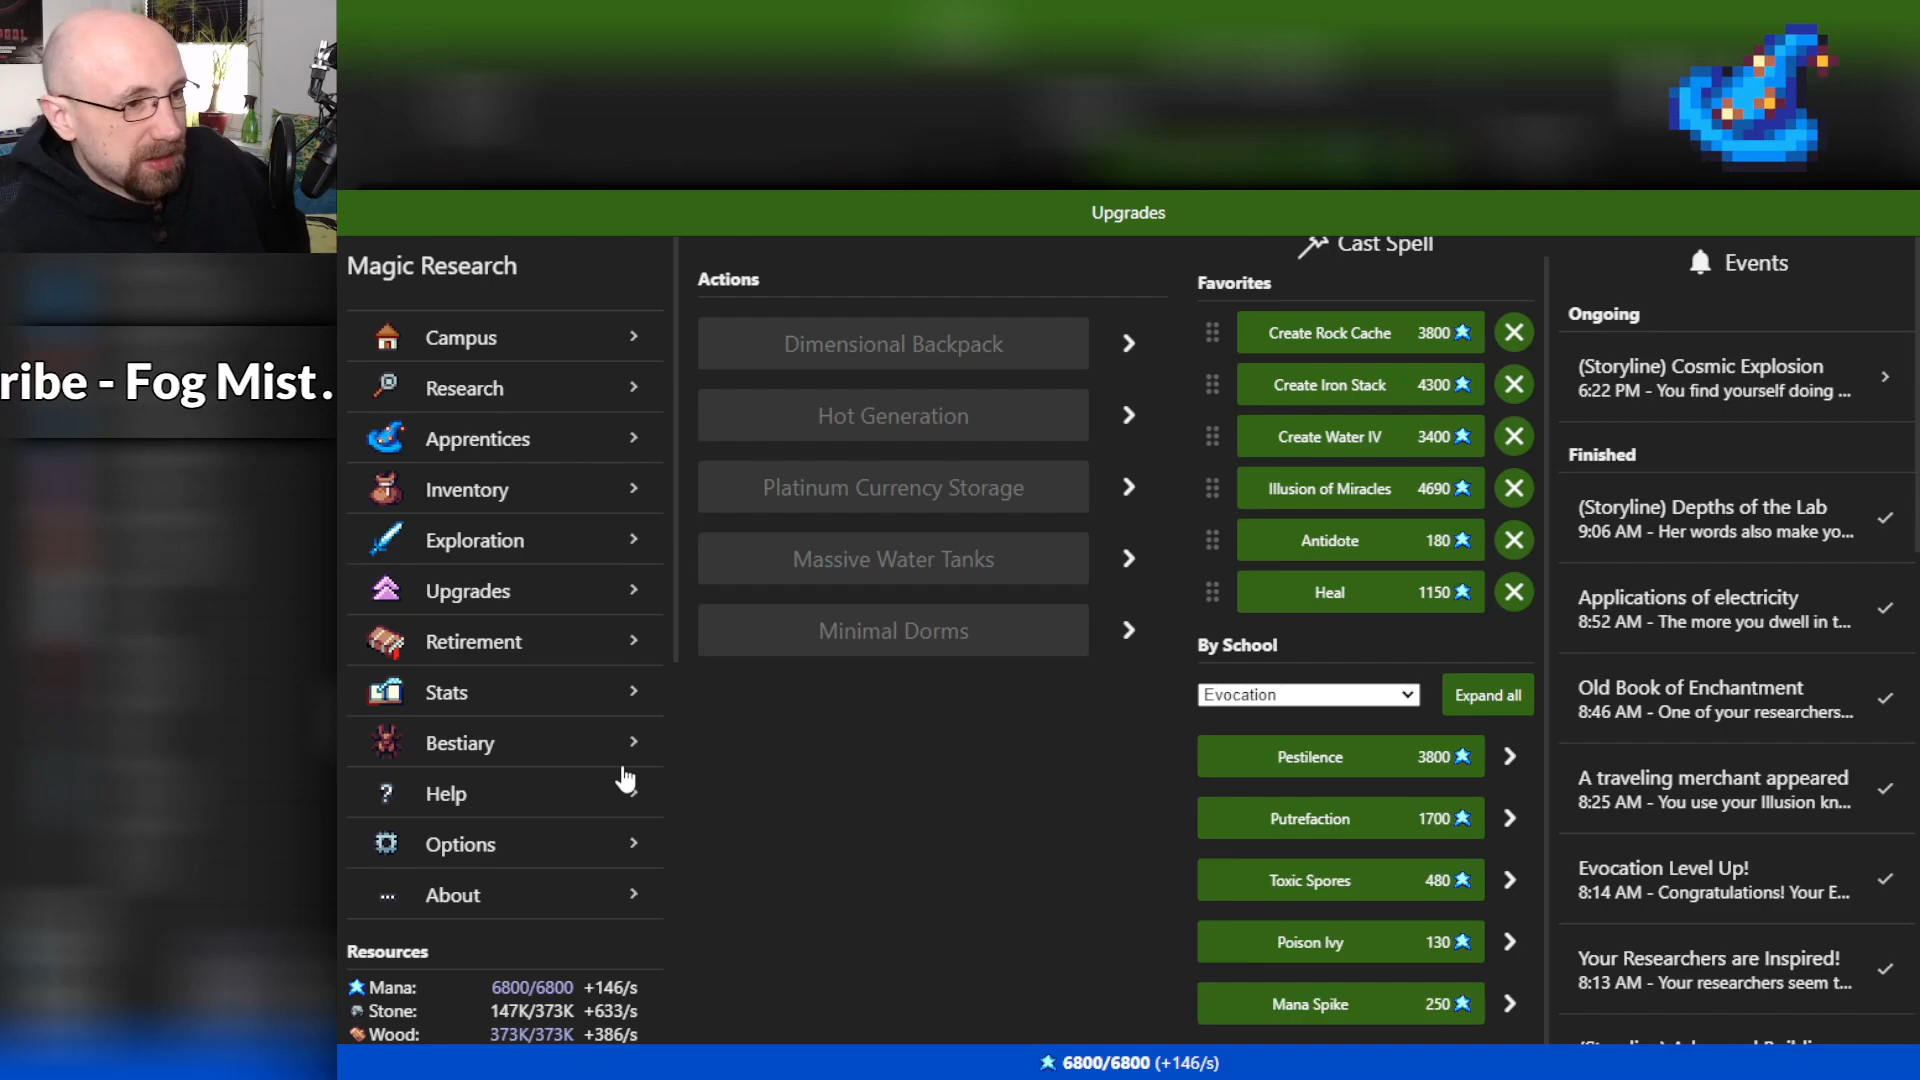 ribe - Fog Mist.
Upgrades
Magic Research
Campus
Research
Apprentices
Inventory
Exploration
Upgrades
Retirement
Stats
Bestiary
? Help
Options
... About
Resources
Mana: 6800/6800 +146/s
Stone: 147K/373K +633/s
Wood: 373K/373K +386/s
Actions
Dimensional Backpack
Hot Generation
Platinum Currency Storage
Massive Water Tanks
Minimal Dorms
Cast Spell
Favorites
Create Rock Cache 3800
Create Iron Stack 4300
Create Water IV 3400
Illusion of Miracles 4690
Antidote 180
Heal 1150
By School
Evocation
Expand all
Pestilence 3800
Putrefaction 1700
Toxic Spores 480
Poison Ivy 130
Mana Spike 250
Events
Ongoing
(Storyline) Cosmic Explosion
6:22 PM - You find yourself doing ...
Finished
(Storyline) Depths of the Lab
9:06 AM - Her words also make yo...
Applications of electricity
8:52 AM - The more you dwell in t...
Old Book of Enchantment
8:46 AM - One of your researchers...
A traveling merchant appeared
8:25 AM - You use your Illusion kn...
Evocation Level Up!
8:14 AM - Congratulations! Your E...
Your Researchers are Inspired!
8:13 AM - Your researchers seem t...
6800/6800 (+146/s)